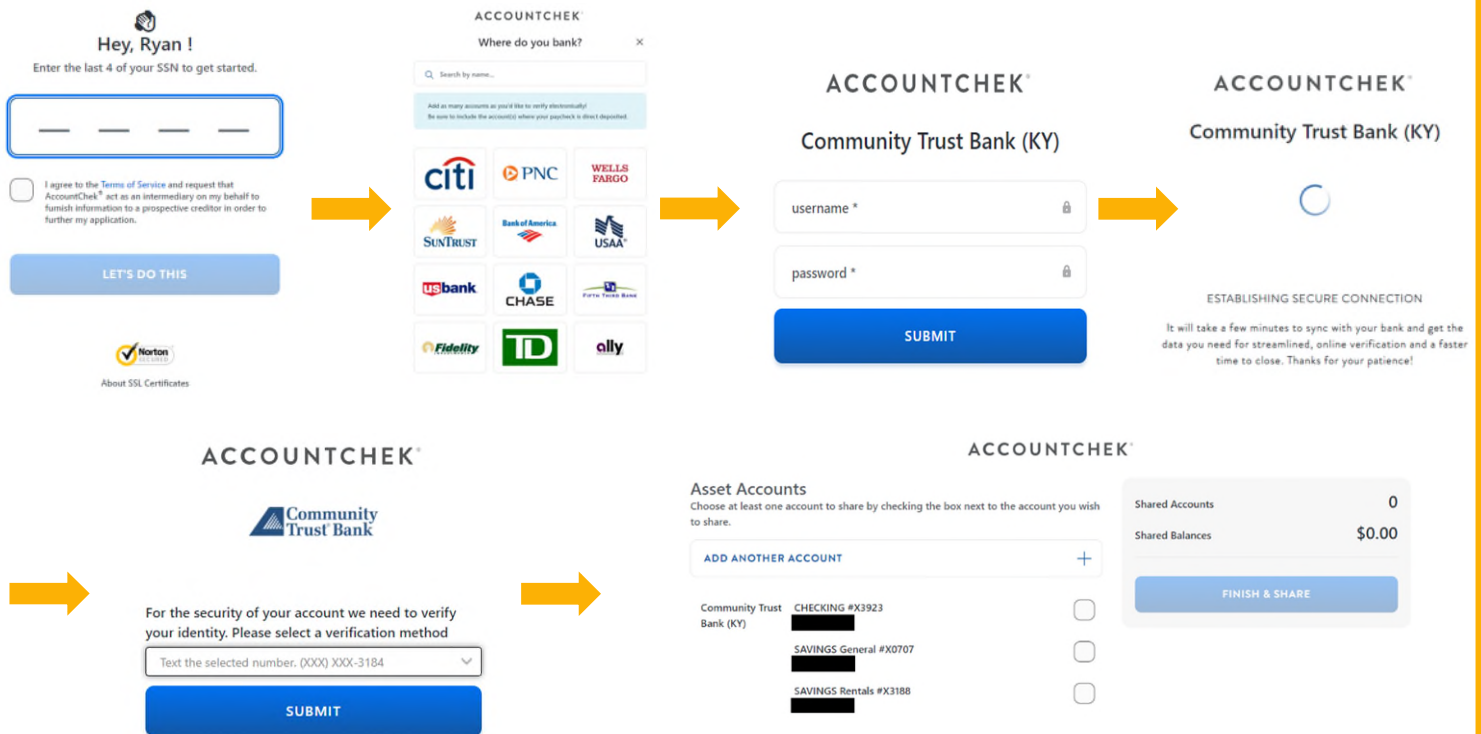 Hey, Ryan !
Enter the last 4 of your SSN to get started.
I agree to the Terms of Service and request that
AccountChek® act as an intermediary on my behalf to
furnish information to a prospective creditor in order to
further my application.
LET'S DO THIS
Norton
SECURED
About SSL Certificates
ACCOUNTCHEK®
Where do you bank?
×
Search by name...
Add as many accounts as you'd like to verify electronically!
Be sure to include the account(s) where your paycheck is direct deposited.
citi
PNC
WELLS
FARGO
SUNTRUST
Bank of America
USAA®
usbank
CHASE
FIFTH THIRD BANK
Fidelity
TD
ally
ACCOUNTCHEK®
Community Trust Bank (KY)
username *
password *
SUBMIT
ACCOUNTCHEK®
Community Trust Bank (KY)
ESTABLISHING SECURE CONNECTION
It will take a few minutes to sync with your bank and get the
data you need for streamlined, online verification and a faster
time to close. Thanks for your patience!
ACCOUNTCHEK®
Community
Trust Bank
For the security of your account we need to verify
your identity. Please select a verification method
Text the selected number. (XXX) XXX-3184
SUBMIT
ACCOUNTCHEK®
Asset Accounts
Choose at least one account to share by checking the box next to the account you wish
to share.
ADD ANOTHER ACCOUNT +
Community Trust
Bank (KY)
CHECKING #X3923
SAVINGS General #X0707
SAVINGS Rentals #X3188
Shared Accounts 0
Shared Balances $0.00
FINISH & SHARE